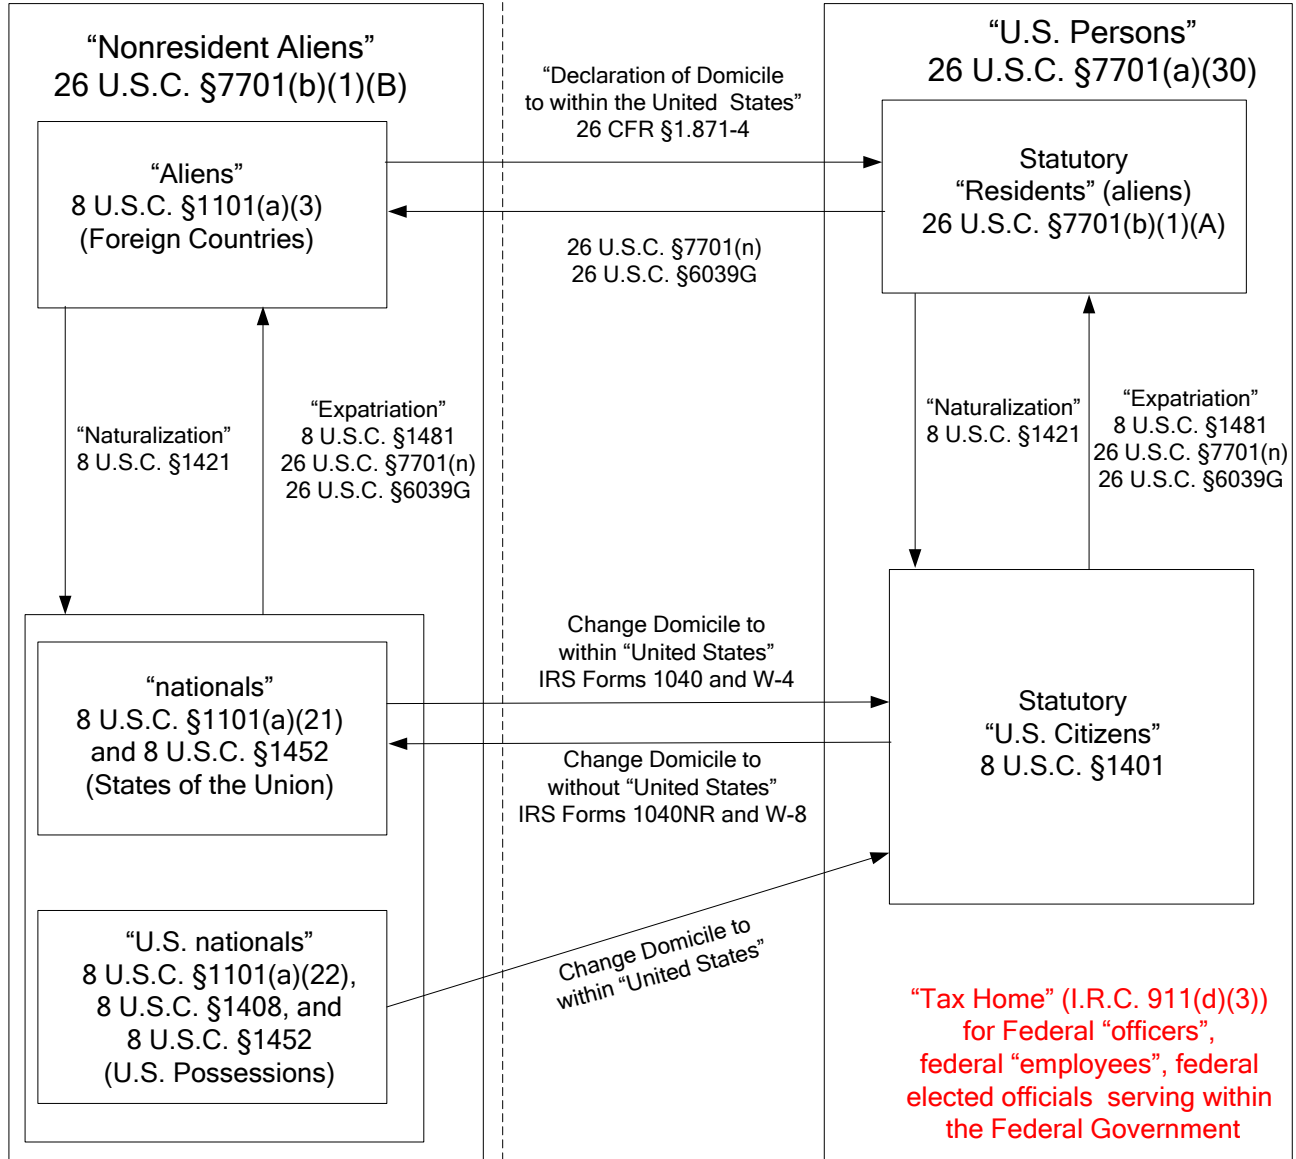 “Nonresident Aliens”
26 U.S.C. §7701(b)(1)(B)
“Aliens”
8 U.S.C. §1101(a)(3)
(Foreign Countries)
“Naturalization”
8 U.S.C. §1421
“Expatriation”
8 U.S.C. §1481
26 U.S.C. §7701(n)
26 U.S.C. §6039G
“nationals”
8 U.S.C. §1101(a)(21)
and 8 U.S.C. §1452
(States of the Union)
“U.S. nationals”
8 U.S.C. §1101(a)(22),
8 U.S.C. §1408, and
8 U.S.C. §1452
(U.S. Possessions)
“Declaration of Domicile
to within the United States”
26 CFR §1.871-4
26 U.S.C. §7701(n)
26 U.S.C. §6039G
Change Domicile to
within “United States”
IRS Forms 1040 and W-4
Change Domicile to
without “United States”
IRS Forms 1040NR and W-8
Change Domicile to
within “United States”
“U.S. Persons”
26 U.S.C. §7701(a)(30)
Statutory
“Residents” (aliens)
26 U.S.C. §7701(b)(1)(A)
“Naturalization”
8 U.S.C. §1421
“Expatriation”
8 U.S.C. §1481
26 U.S.C. §7701(n)
26 U.S.C. §6039G
Statutory
“U.S. Citizens”
8 U.S.C. §1401
“Tax Home” (I.R.C. 911(d)(3))
for Federal “officers”,
federal “employees”, federal
elected officials serving within
the Federal Government